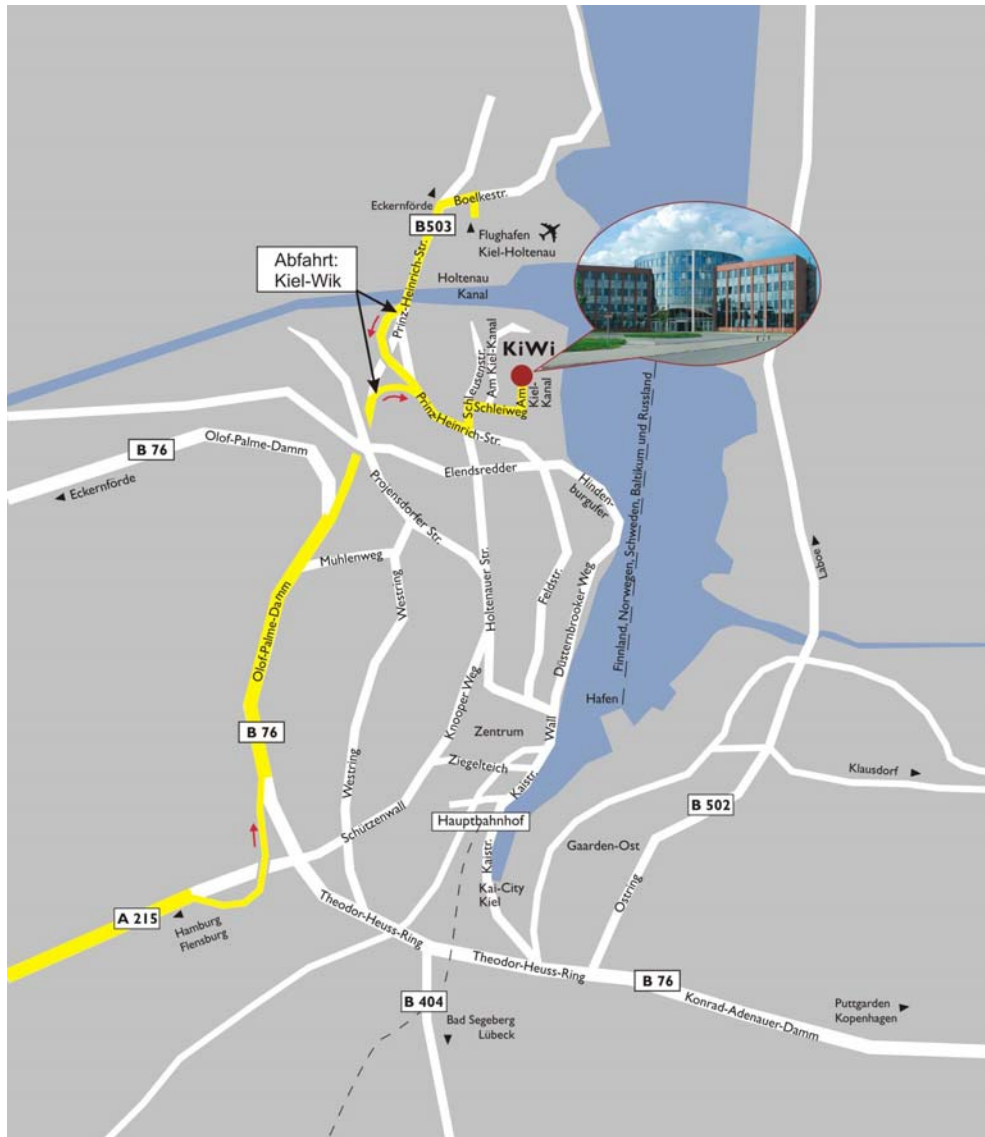 Eckernförde
Boelkestr.
B503
Flughafen
Kiel-Holtenau
Abfahrt:
Kiel-Wik
Prinz-Heinrich-Str.
Holtenau
Kanal
KiWi
Schleusenstr.
Am Kiel-Kanal
Schleiweg
Am
Kiel-
Kanal
Prinz-Heinrich-Str.
Olof-Palme-Damm
B 76
Eckernförde
Elendsredder
Hinden-
burgufer
Projensdorfer Str.
Muhlenweg
Westring
Holtenauer Str.
Feldstr.
Düsternbrooker Weg
Finnland, Norwegen, Schweden, Baltikum und Russland
Laboe
Olof-Palme-Damm
Hafen
Knooper Weg
Zentrum
Wall
B 76
Ziegelteich
Kaistr.
Klausdorf
Westring
B 502
Schützenwall
Hauptbahnhof
Kaistr.
Gaarden-Ost
Ostring
Kai-City
Kiel
A 215
Hamburg
Flensburg
Theodor-Heuss-Ring
Theodor-Heuss-Ring
B 76
Konrad-Adenauer-Damm
B 404
Puttgarden
Kopenhagen
Bad Segeberg
Lübeck